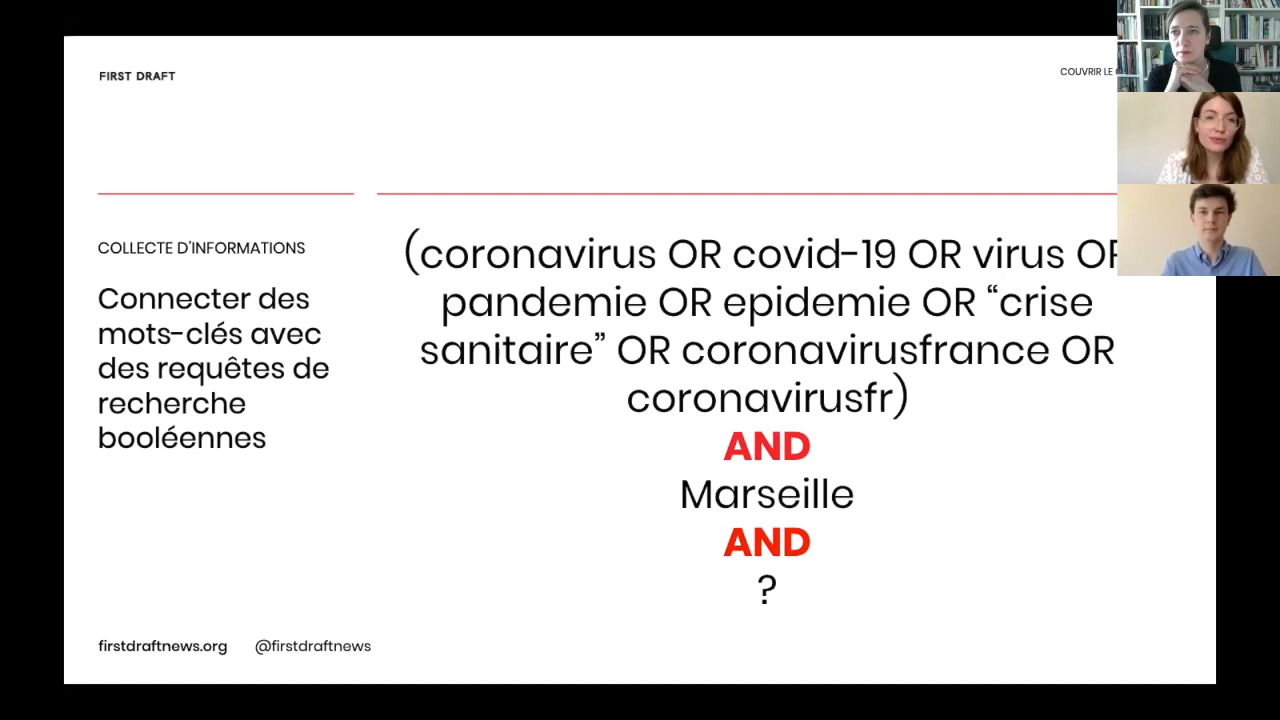 FIRST DRAFT
COUVRIR LE
COLLECTE D'INFORMATIONS
Connecter des
mots-clés avec
des requêtes de
recherche
booléennes
(coronavirus OR covid-19 OR virus OR
pandemie OR epidemie OR “crise
sanitaire” OR coronavirusfrance OR
coronavirusfr)
AND
Marseille
AND
?
firstdraftnews.org @firstdraftnews